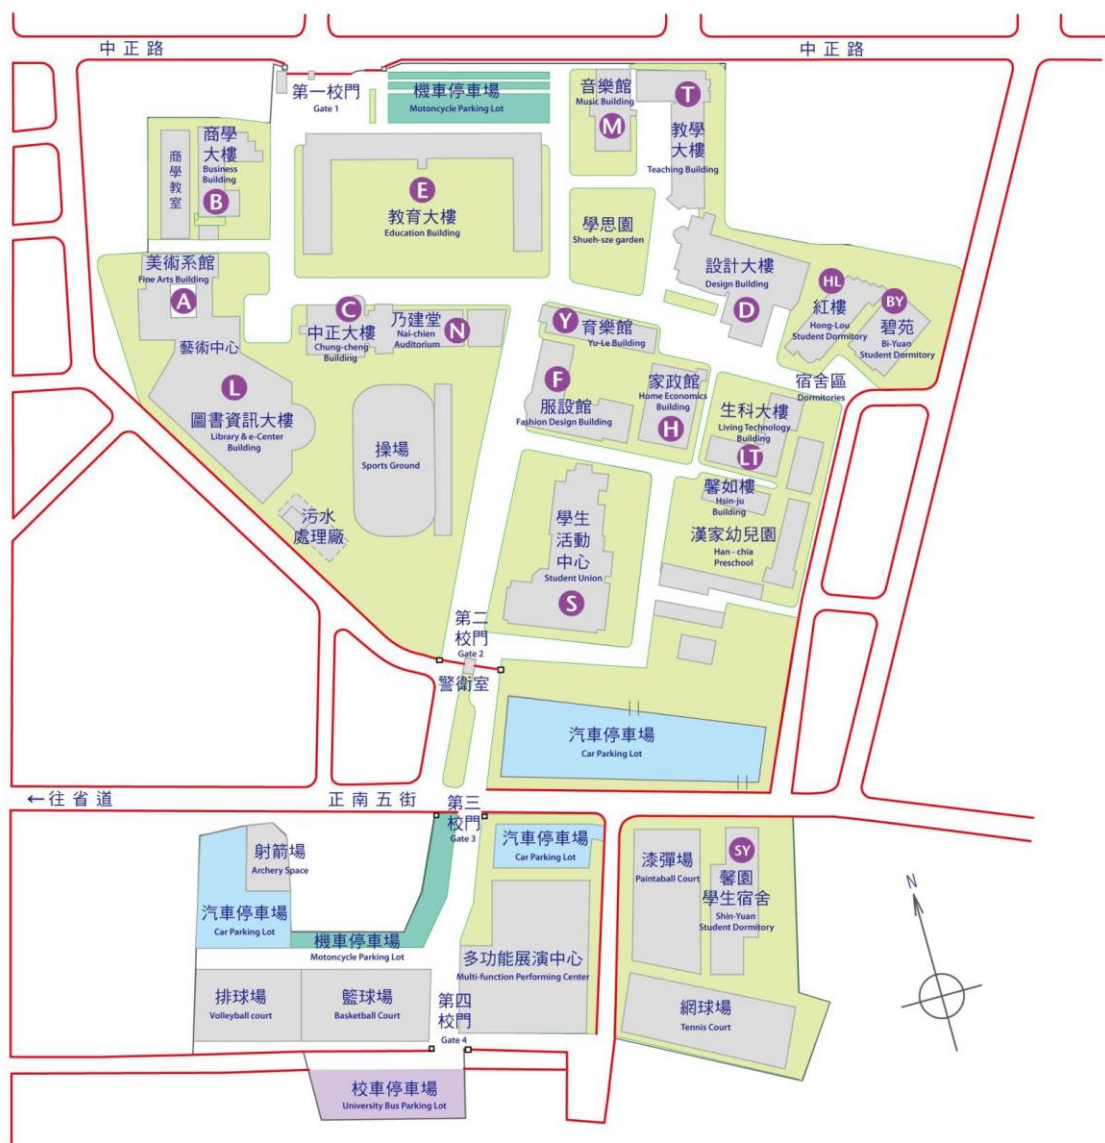 中正路
中正路
第一校門
Gate 1
機車停車場
Motoncycle Parking Lot
音樂館
Music Building
M
T
教學
大樓
Teaching Building
商學
大樓
Business
Building
B
商學教室
E
教育大樓
Education Building
學思園
Shueh-sze garden
設計大樓
Design Building
D
HL
紅樓
Hong-Lou
Student Dormitory
BY
碧苑
Bi-Yuan
Student Dormitory
美術系館
Fine Arts Building
A
藝術中心
C
中正大樓
Chung-cheng
Building
乃建堂
Nai-chien
Auditorium
N
Y
育樂館
Yu-Le Building
F
服設館
Fashion Design Building
家政館
Home Economics
Building
H
宿舍區
Dormitories
生科大樓
Living Technology
Building
LT
L
圖書資訊大樓
Library & e-Center
Building
操場
Sports Ground
馨如樓
Hsin-ju
Building
污水
處理廠
學生
活動
中心
Student Union
S
漢家幼兒園
Han - chia
Preschool
第二
校門
Gate 2
警衛室
汽車停車場
Car Parking Lot
←往省道
正南五街
第三
校門
Gate 3
汽車停車場
Car Parking Lot
射箭場
Archery Space
漆彈場
Paintaball Court
SY
馨園
學生宿舍
Shin-Yuan
Student Dormitory
汽車停車場
Car Parking Lot
機車停車場
Motoncycle Parking Lot
多功能展演中心
Multi-function Performing Center
N
排球場
Volleyball court
籃球場
Basketball Court
第四
校門
Gate 4
網球場
Tennis Court
校車停車場
University Bus Parking Lot